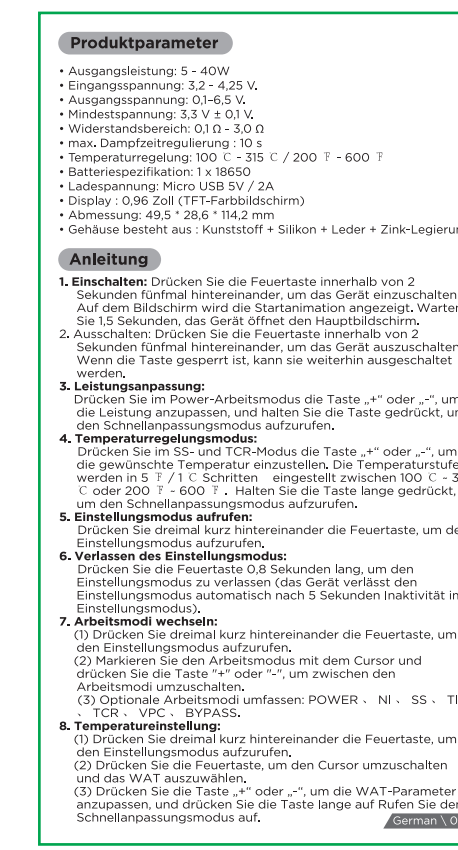 Produktparameter
• Ausgangsleistung: 5 - 40W
• Eingangsspannung: 3,2 - 4,25 V.
• Ausgangsspannung: 0,1–6,5 V.
• Mindestspannung: 3,3 V ± 0,1 V.
• Widerstandsbereich: 0,1 Ω - 3,0 Ω
• max. Dampfzeitregulierung : 10 s
• Temperaturregelung: 100 ℃ - 315 ℃ / 200 ℉ - 600 ℉
• Batteriespezifikation: 1 x 18650
• Ladespannung: Micro USB 5V / 2A
• Display : 0,96 Zoll (TFT-Farbbildschirm)
• Abmessung: 49,5 * 28,6 * 114,2 mm
• Gehäuse besteht aus : Kunststoff + Silikon + Leder + Zink-Legierun
Anleitung
1. Einschalten: Drücken Sie die Feuertaste innerhalb von 2
Sekunden fünfmal hintereinander, um das Gerät einzuschalten
Auf dem Bildschirm wird die Startanimation angezeigt. Warten
Sie 1,5 Sekunden, das Gerät öffnet den Hauptbildschirm.
2. Ausschalten: Drücken Sie die Feuertaste innerhalb von 2
Sekunden fünfmal hintereinander, um das Gerät auszuschalten
Wenn die Taste gesperrt ist, kann sie weiterhin ausgeschaltet
werden.
3. Leistungsanpassung:
Drücken Sie im Power-Arbeitsmodus die Taste „+“ oder „-“, um
die Leistung anzupassen, und halten Sie die Taste gedrückt, u
den Schnellanpassungsmodus aufzurufen.
4. Temperaturregelungsmodus:
Drücken Sie im SS- und TCR-Modus die Taste „+“ oder „-“, um
die gewünschte Temperatur einzustellen. Die Temperaturstufe
werden in 5 ℉ / 1 ℃ Schritten eingestellt zwischen 100 ℃ ~ 3
℃ oder 200 ℉ ~ 600 ℉ . Halten Sie die Taste lange gedrückt,
um den Schnellanpassungsmodus aufzurufen.
5. Einstellungsmodus aufrufen:
Drücken Sie dreimal kurz hintereinander die Feuertaste, um de
Einstellungsmodus aufzurufen.
6. Verlassen des Einstellungsmodus:
Drücken Sie die Feuertaste 0,8 Sekunden lang, um den
Einstellungsmodus zu verlassen (das Gerät verlässt den
Einstellungsmodus automatisch nach 5 Sekunden Inaktivität im
Einstellungsmodus).
7. Arbeitsmodi wechseln:
(1) Drücken Sie dreimal kurz hintereinander die Feuertaste, um
den Einstellungsmodus aufzurufen.
(2) Markieren Sie den Arbeitsmodus mit dem Cursor und
drücken Sie die Taste "+" oder "-", um zwischen den
Arbeitsmodi umzuschalten.
(3) Optionale Arbeitsmodi umfassen: POWER 、 NI 、 SS 、 TI
、 TCR 、 VPC 、 BYPASS.
8. Temperatureinstellung:
(1) Drücken Sie dreimal kurz hintereinander die Feuertaste, um
den Einstellungsmodus aufzurufen.
(2) Drücken Sie die Feuertaste, um den Cursor umzuschalten
und das WAT auszuwählen.
(3) Drücken Sie die Taste „+“ oder „-“, um die WAT-Parameter
anzupassen, und drücken Sie die Taste lange auf Rufen Sie den
Schnellanpassungsmodus auf.
German \ 0